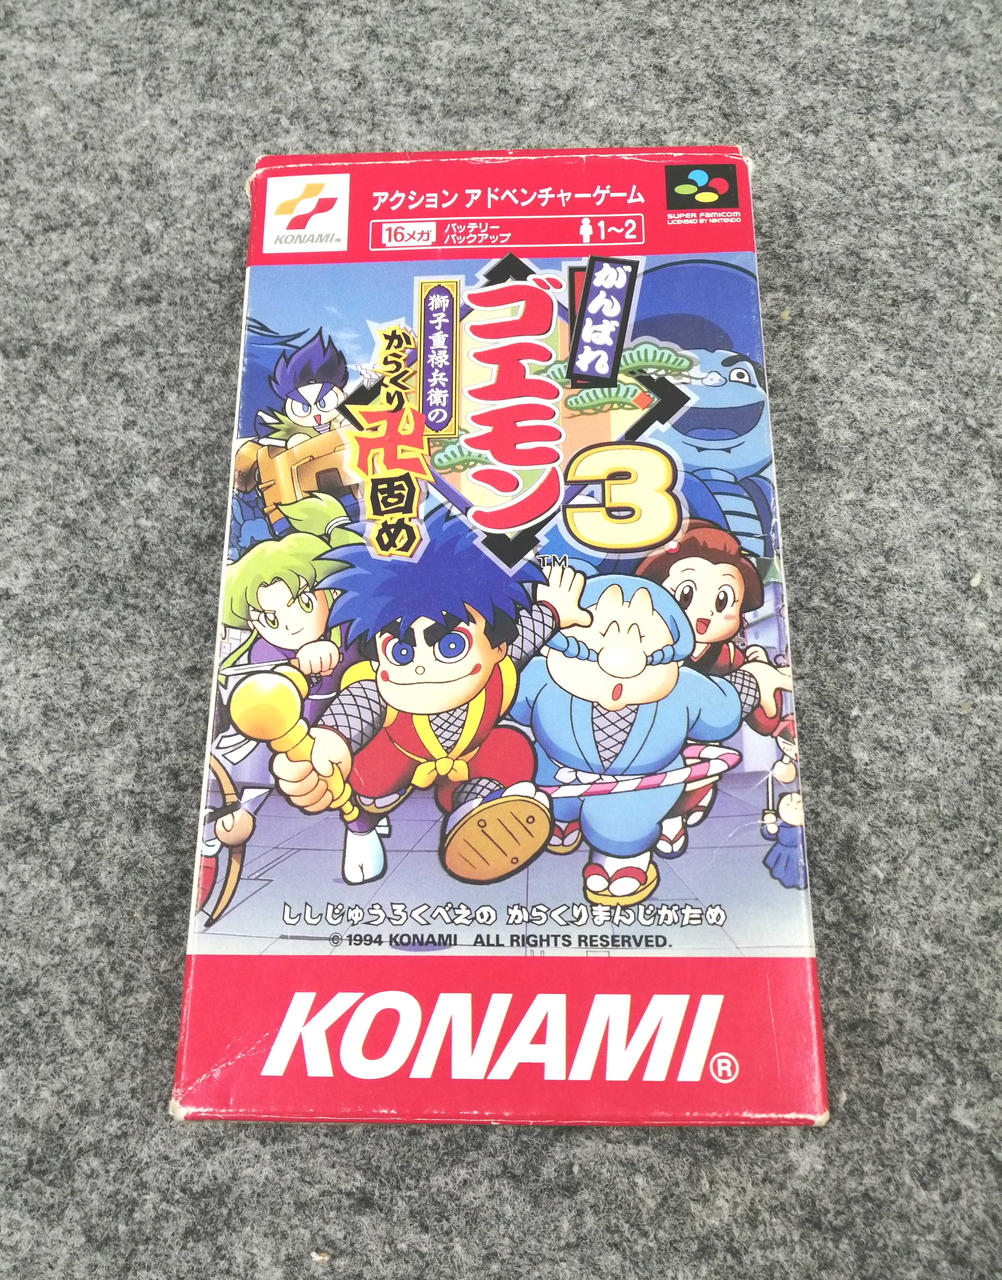 KONAMI®
アクション アドベンチャーゲーム
16メガ
バッテリー
バックアップ
1〜2
SUPER FAMICOM
LICENSED BY NINTENDO
がんばれ
ゴエモン
3
TM
獅子重禄兵衛の
からくり
卍固め
ししじゅうろくべえの からくりまんじがため
© 1994 KONAMI ALL RIGHTS RESERVED.
KONAMI®